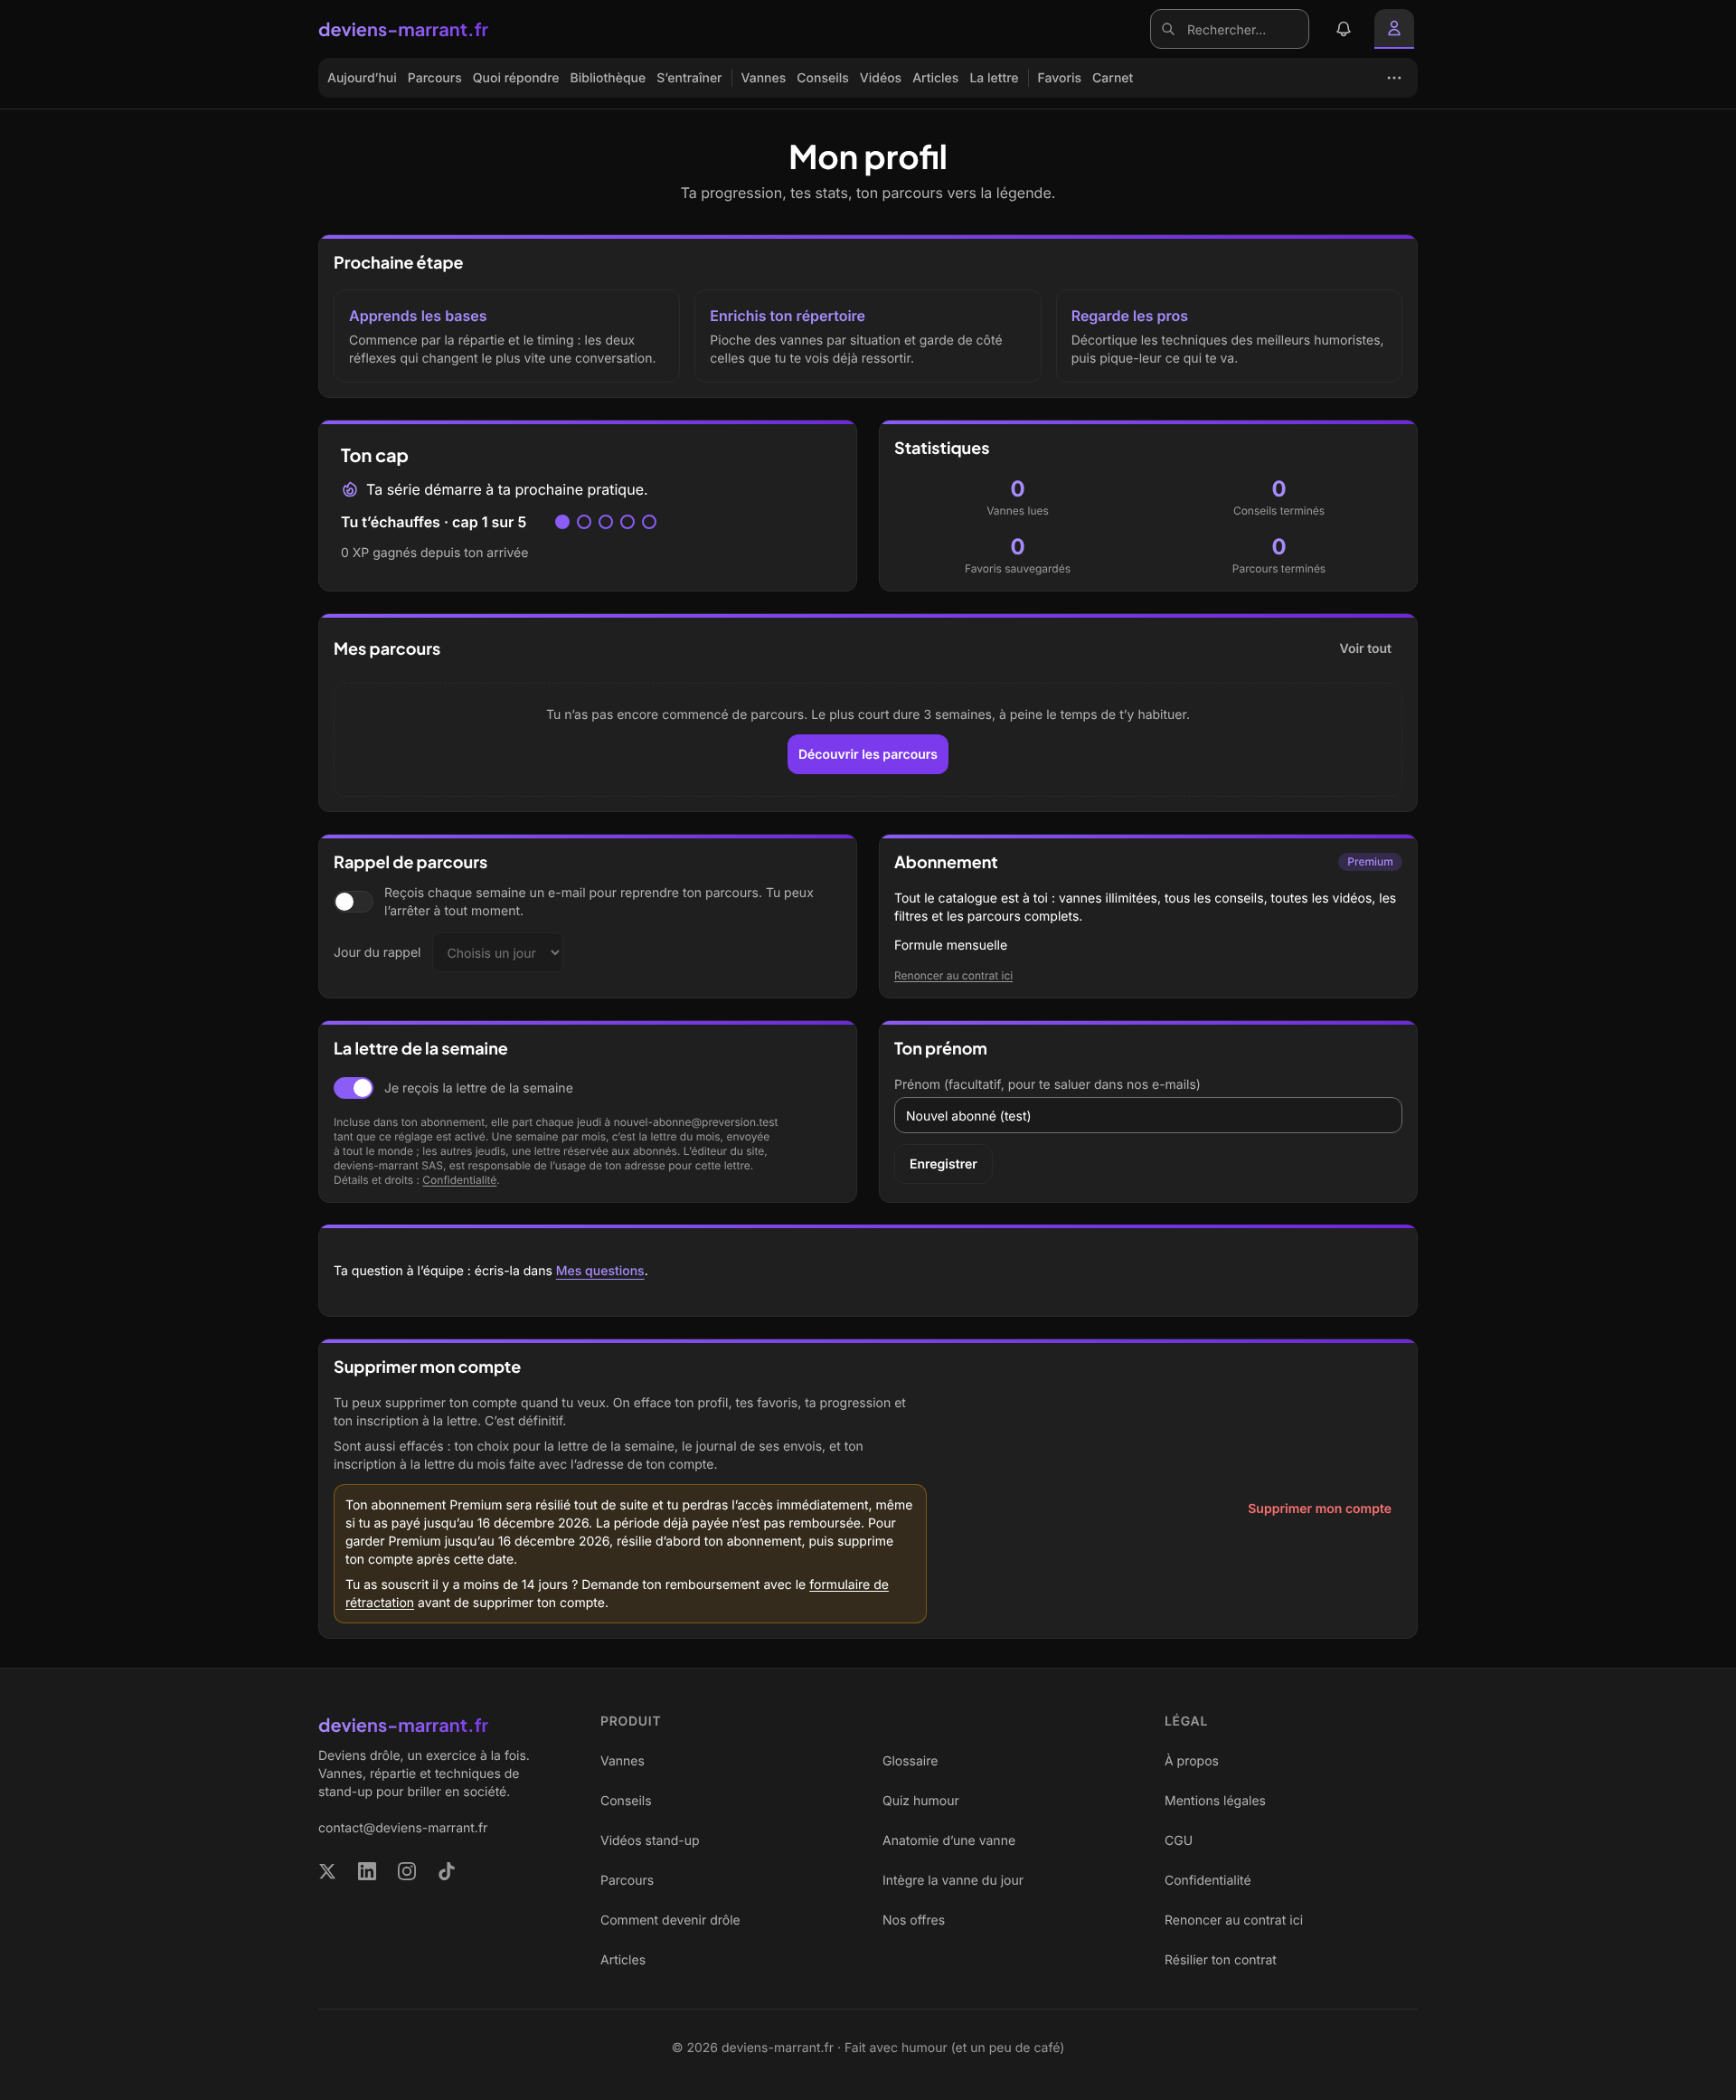 deviens-marrant.fr
Rechercher...
Aujourd’hui Parcours Quoi répondre Bibliothèque S’entraîner Vannes Conseils Vidéos Articles La lettre Favoris Carnet
Mon profil
Ta progression, tes stats, ton parcours vers la légende.
Prochaine étape
Apprends les bases
Commence par la répartie et le timing : les deux
réflexes qui changent le plus vite une conversation.
Enrichis ton répertoire
Pioche des vannes par situation et garde de côté
celles que tu te vois déjà ressortir.
Regarde les pros
Décortique les techniques des meilleurs humoristes,
puis pique-leur ce qui te va.
Ton cap
Ta série démarre à ta prochaine pratique.
Tu t’échauffes · cap 1 sur 5
0 XP gagnés depuis ton arrivée
Statistiques
0
Vannes lues
0
Conseils terminés
0
Favoris sauvegardés
0
Parcours terminés
Mes parcours
Voir tout
Tu n’as pas encore commencé de parcours. Le plus court dure 3 semaines, à peine le temps de t’y habituer.
Découvrir les parcours
Rappel de parcours
Reçois chaque semaine un e-mail pour reprendre ton parcours. Tu peux
l’arrêter à tout moment.
Jour du rappel
Choisis un jour
Abonnement
Premium
Tout le catalogue est à toi : vannes illimitées, tous les conseils, toutes les vidéos, les
filtres et les parcours complets.
Formule mensuelle
Renoncer au contrat ici
La lettre de la semaine
Je reçois la lettre de la semaine
Incluse dans ton abonnement, elle part chaque jeudi à nouvel-abonne@preversion.test
tant que ce réglage est activé. Une semaine par mois, c’est la lettre du mois, envoyée
à tout le monde ; les autres jeudis, une lettre réservée aux abonnés. L’éditeur du site,
deviens-marrant SAS, est responsable de l’usage de ton adresse pour cette lettre.
Détails et droits : Confidentialité.
Ton prénom
Prénom (facultatif, pour te saluer dans nos e-mails)
Nouvel abonné (test)
Enregistrer
Ta question à l’équipe : écris-la dans Mes questions.
Supprimer mon compte
Tu peux supprimer ton compte quand tu veux. On efface ton profil, tes favoris, ta progression et
ton inscription à la lettre. C’est définitif.
Sont aussi effacés : ton choix pour la lettre de la semaine, le journal de ses envois, et ton
inscription à la lettre du mois faite avec l’adresse de ton compte.
Ton abonnement Premium sera résilié tout de suite et tu perdras l’accès immédiatement, même
si tu as payé jusqu’au 16 décembre 2026. La période déjà payée n’est pas remboursée. Pour
garder Premium jusqu’au 16 décembre 2026, résilie d’abord ton abonnement, puis supprime
ton compte après cette date.
Tu as souscrit il y a moins de 14 jours ? Demande ton remboursement avec le formulaire de
rétractation avant de supprimer ton compte.
Supprimer mon compte
deviens-marrant.fr
Deviens drôle, un exercice à la fois.
Vannes, répartie et techniques de
stand-up pour briller en société.
contact@deviens-marrant.fr
PRODUIT
Vannes
Conseils
Vidéos stand-up
Parcours
Comment devenir drôle
Articles
Glossaire
Quiz humour
Anatomie d’une vanne
Intègre la vanne du jour
Nos offres
LÉGAL
À propos
Mentions légales
CGU
Confidentialité
Renoncer au contrat ici
Résilier ton contrat
© 2026 deviens-marrant.fr · Fait avec humour (et un peu de café)